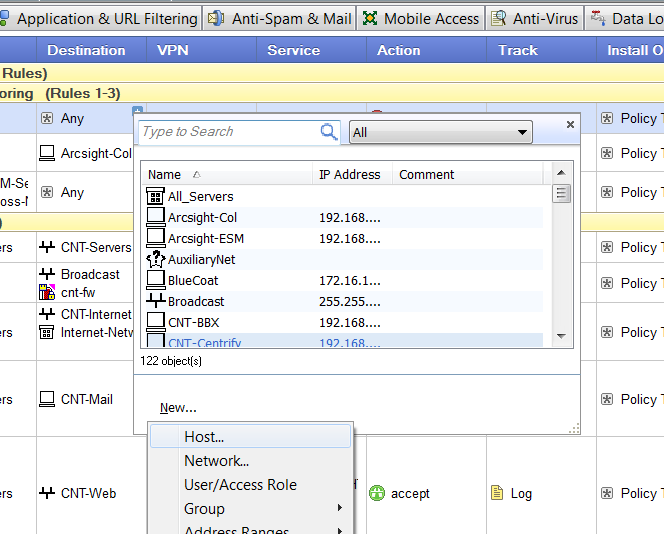 Application & URL Filtering Anti-Spam & Mail Mobile Access Anti-Virus Data Lo
Destination VPN Service Action Track Install O
Rules)
oring (Rules 1-3)
Any Policy T
Type to Search All
Arcsight-Col Policy T
Name IP Address Comment
M-Se
Any Policy T
oss-N
All_Servers
Arcsight-Col 192.168....
)
Arcsight-ESM 192.168....
ers CNT-Servers Policy T
AuxiliaryNet
Broadcast Policy T
BlueCoat 172.16.1...
cnt-fw
Broadcast 255.255....
CNT-Internet
CNT-BBX 192.168....
ers Internet-Netw Policy T
CNT-Centrify 192.168....
122 object(s)
ers CNT-Mail Policy T
New...
Host...
Network...
User/Access Role
ers CNT-Web accept Log Policy T
Group
Address Ranges